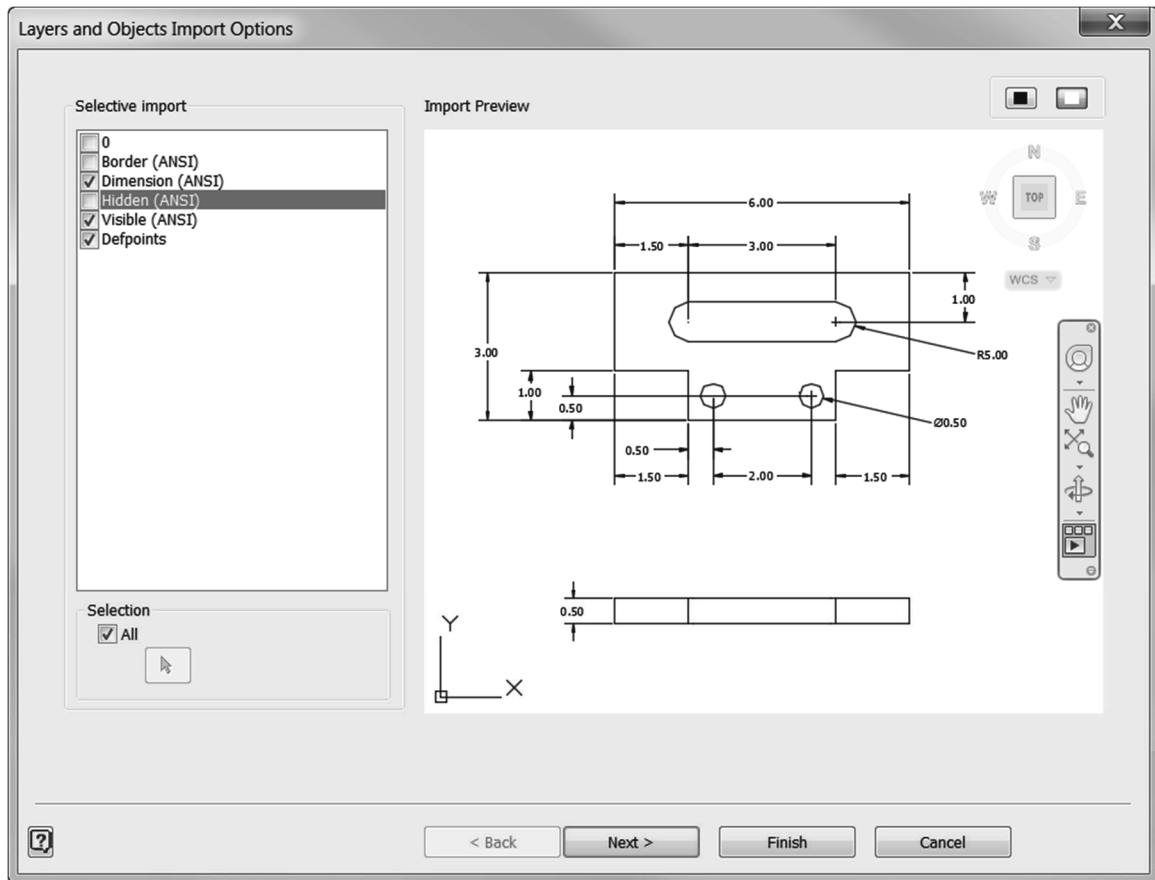 Layers and Objects Import Options
X
Selective import
0
Border (ANSI)
Dimension (ANSI)
Hidden (ANSI)
Visible (ANSI)
Defpoints
Selection
All
Import Preview
N
W TOP E
S
WCS
6.00
1.50 3.00
1.00
3.00
R5.00
1.00
0.50
Ø0.50
0.50
1.50 2.00 1.50
0.50
Y
X
?
< Back Next > Finish Cancel